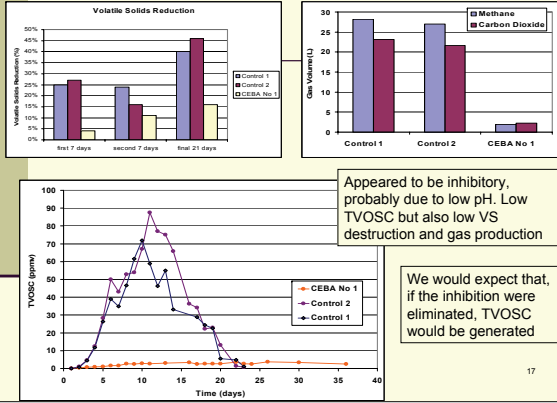 Volatile Solids Reduction
Volatile Solids Reduction (%)
50%
45%
40%
35%
30%
25%
20%
15%
10%
5%
0%
first 7 days
second 7 days
final 21 days
Control 1
Control 2
CEBA No 1
Gas Volume (L)
30
25
20
15
10
5
0
Control 1
Control 2
CEBA No 1
Methane
Carbon Dioxide
Appeared to be inhibitory,
probably due to low pH. Low
TVOSC but also low VS
destruction and gas production
TVOSC (ppmv)
100
90
80
70
60
50
40
30
20
10
0
0
5
10
15
20
25
30
35
40
Time (days)
CEBA No 1
Control 2
Control 1
We would expect that,
if the inhibition were
eliminated, TVOSC
would be generated
17